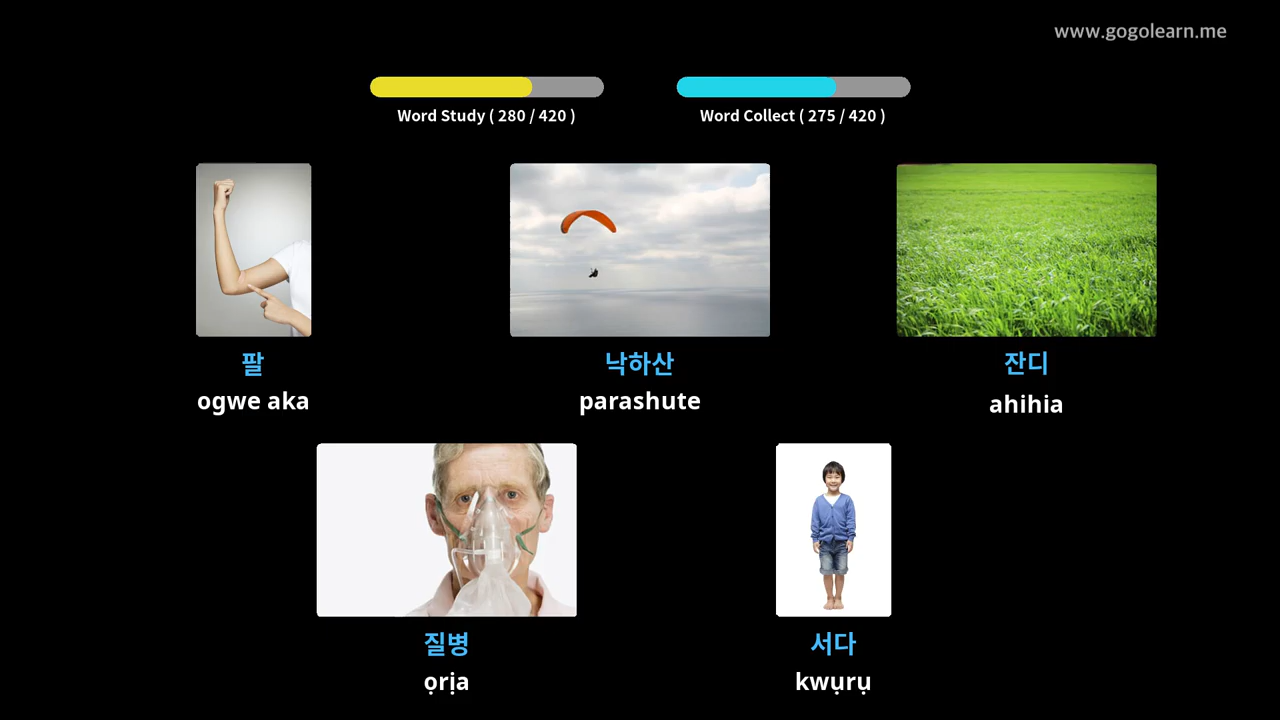 www.gogolearn.me
Word Study ( 280 / 420 )
Word Collect ( 275 / 420 )
팔
ogwe aka
낙하산
parashute
잔디
ahihia
질병
ọrịa
서다
kwụrụ